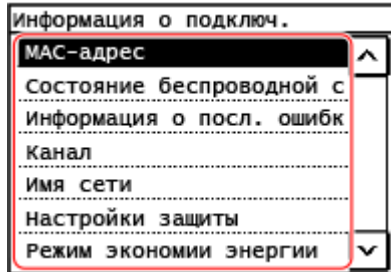 Информация о подключ.
MAC-адрес
Состояние беспроводной с
Информация о посл. ошибк
Канал
Имя сети
Настройки защиты
Режим экономии энергии